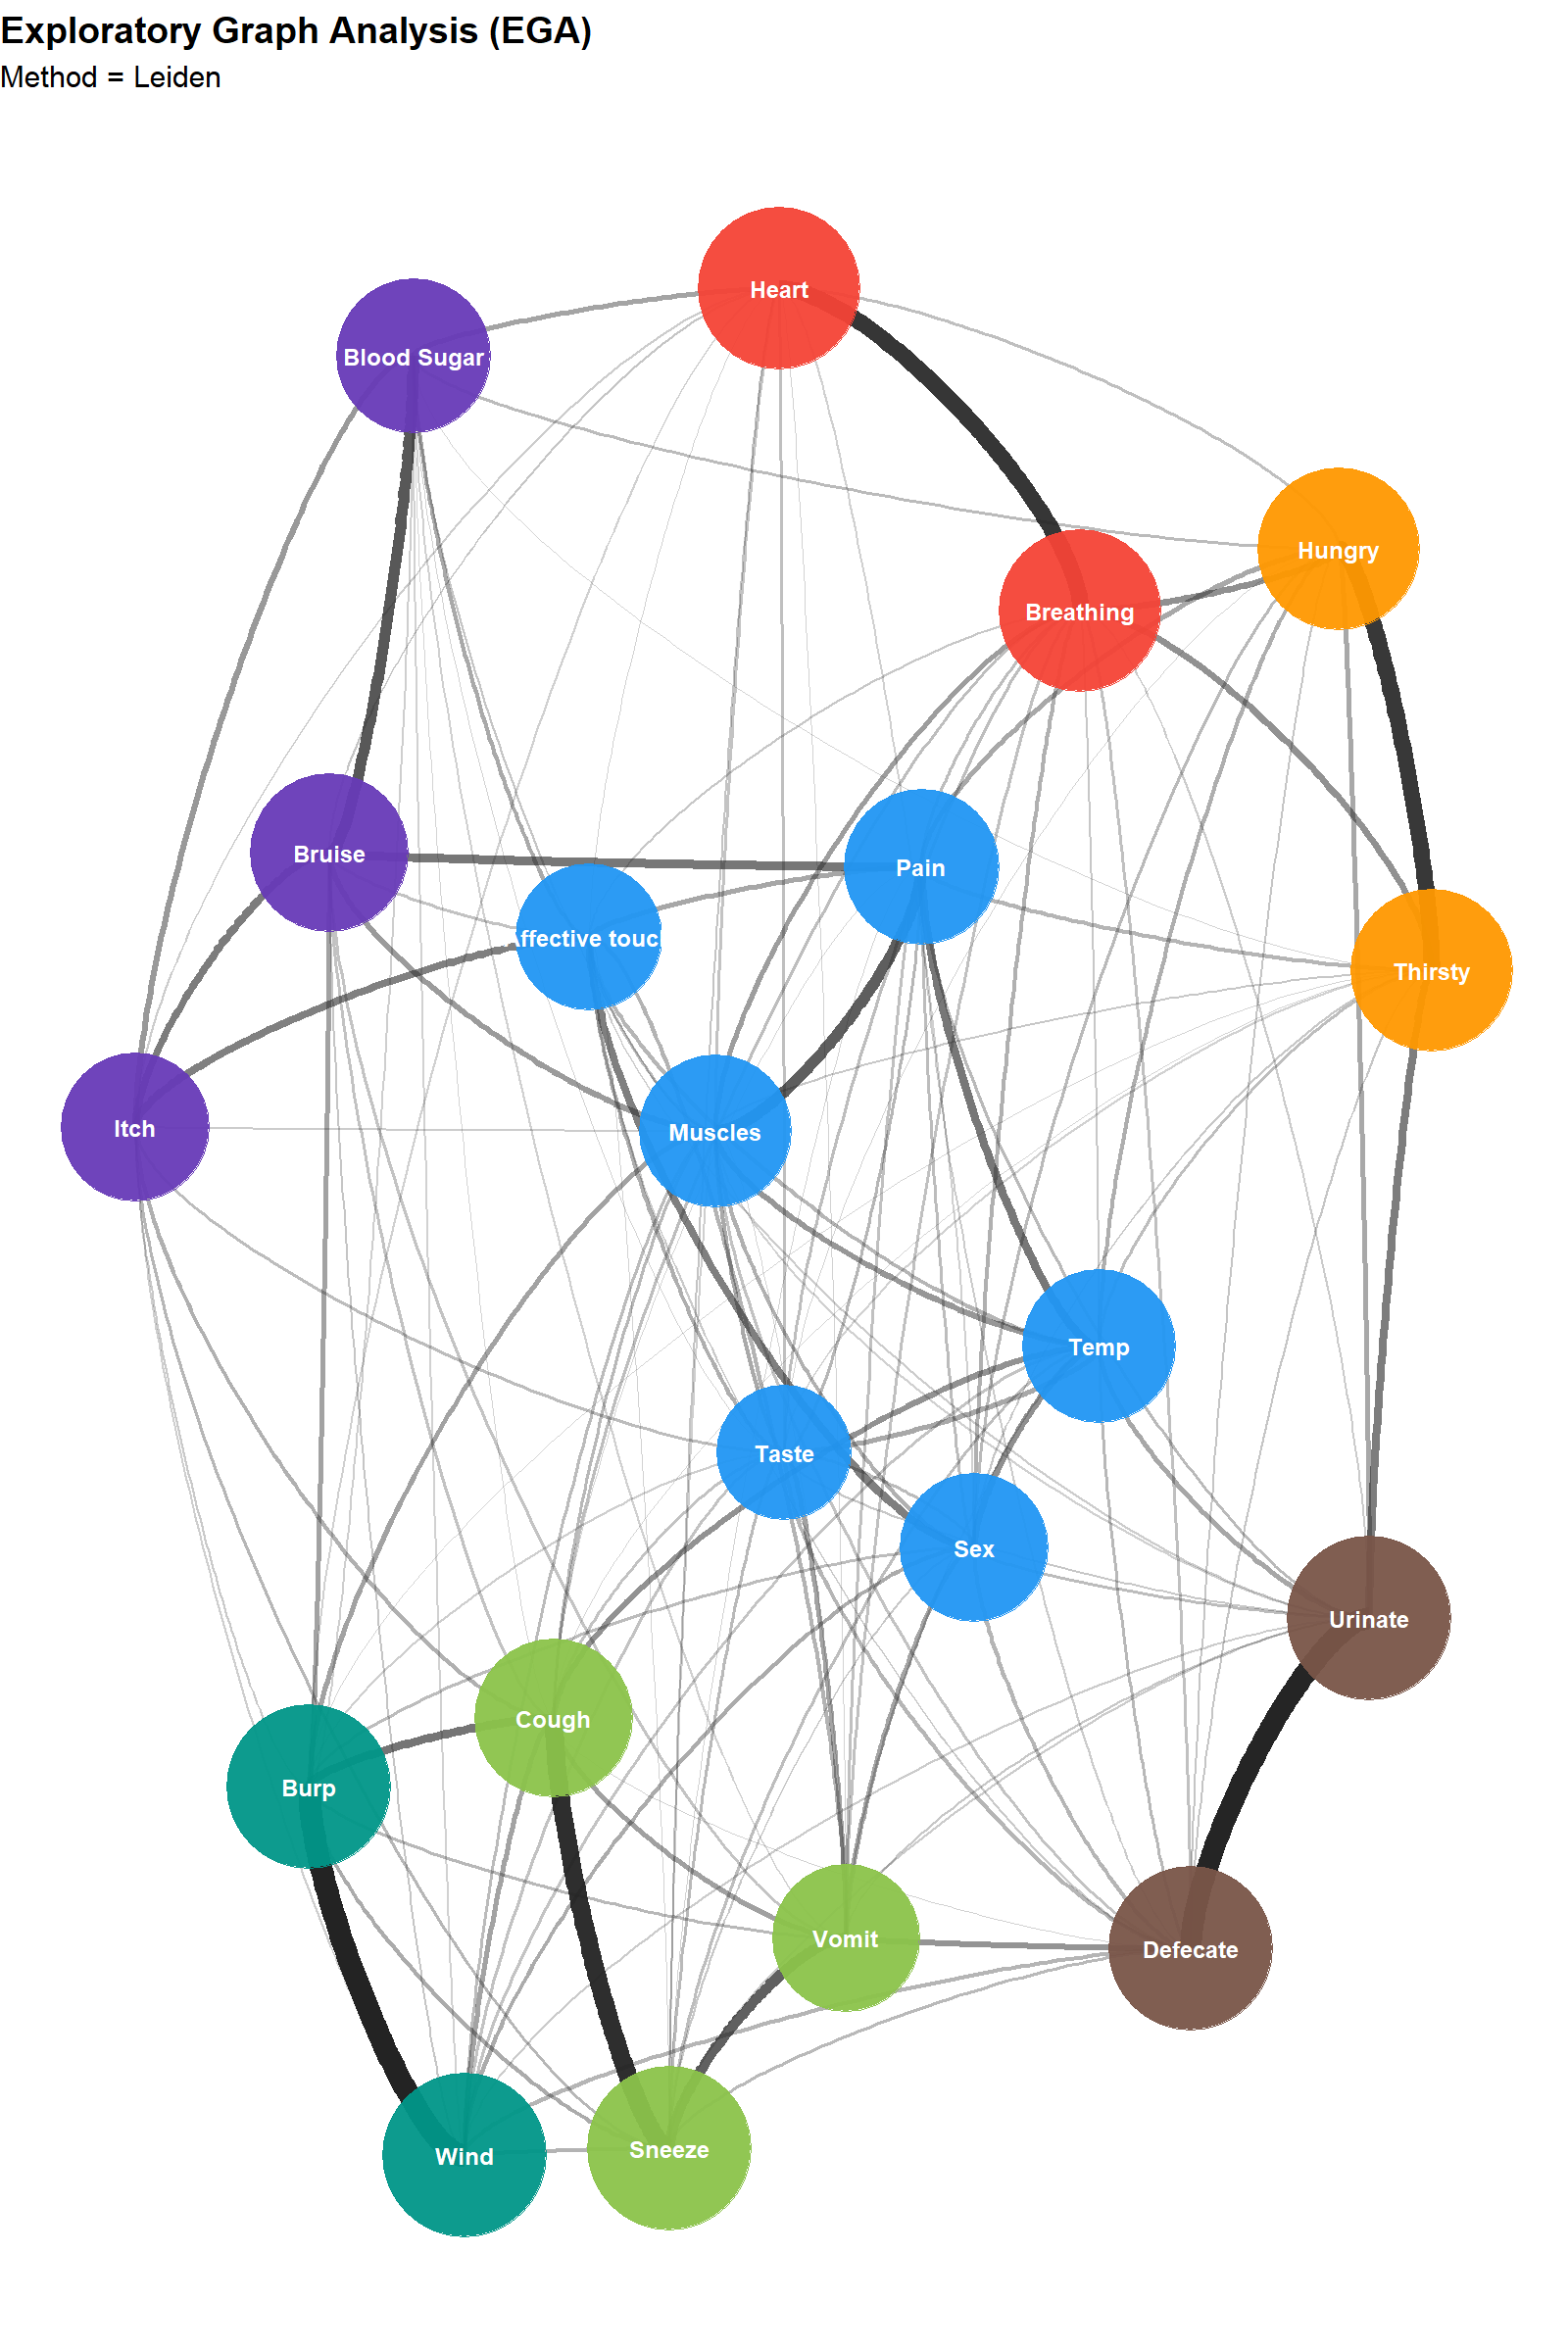 Exploratory Graph Analysis (EGA)
Method = Leiden
Heart
Blood Sugar
Hungry
Breathing
Bruise
Pain
ffective touc
Thirsty
Itch
Muscles
Temp
Taste
Sex
Urinate
Cough
Burp
Vomit
Defecate
Wind
Sneeze